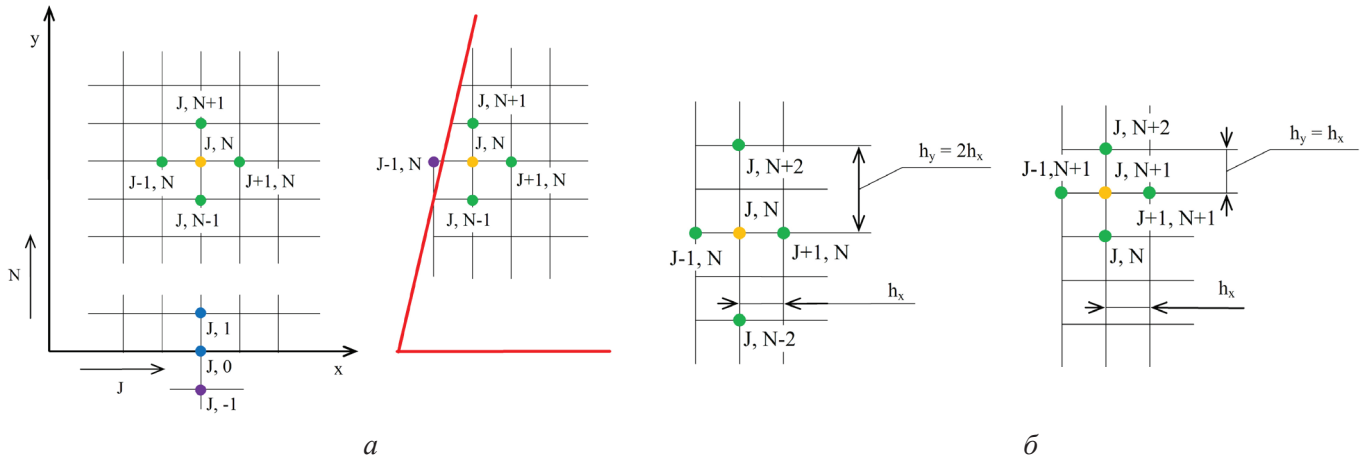 y
J, N+1
J, N
J-1, N
J+1, N
J, N-1
N
J, 1
J, 0
x
J
J, -1
J, N+1
J, N
J-1, N
J+1, N
J, N-1
а
J, N+2
h_y = 2h_x
J, N
J-1, N
J+1, N
h_x
J, N-2
J, N+2
h_y = h_x
J-1,N+1
J, N+1
J+1, N+1
J, N
h_x
б